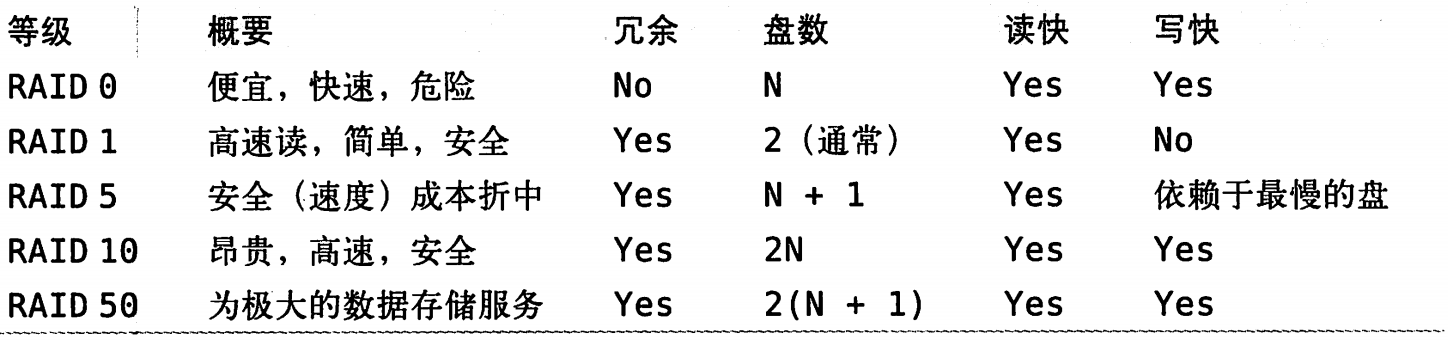 等级 概要 冗余 盘数 读快 写快
RAID 0 便宜，快速，危险 No N Yes Yes
RAID 1 高速读，简单，安全 Yes 2（通常） Yes No
RAID 5 安全（速度）成本折中 Yes N + 1 Yes 依赖于最慢的盘
RAID 10 昂贵，高速，安全 Yes 2N Yes Yes
RAID 50 为极大的数据存储服务 Yes 2(N + 1) Yes Yes